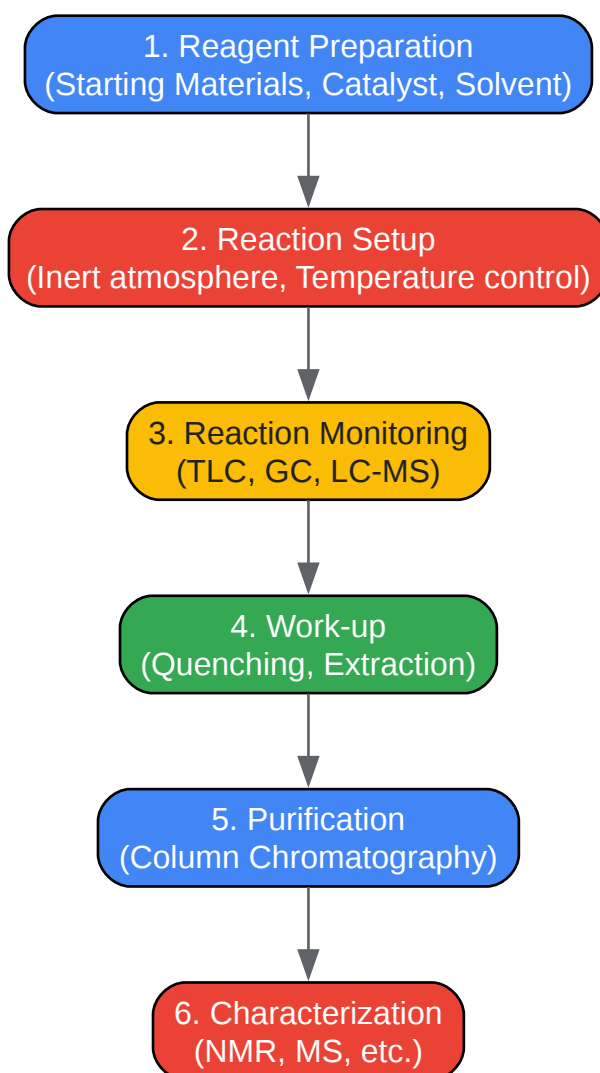 1. Reagent Preparation
(Starting Materials, Catalyst, Solvent)
2. Reaction Setup
(Inert atmosphere, Temperature control)
3. Reaction Monitoring
(TLC, GC, LC-MS)
4. Work-up
(Quenching, Extraction)
5. Purification
(Column Chromatography)
6. Characterization
(NMR, MS, etc.)